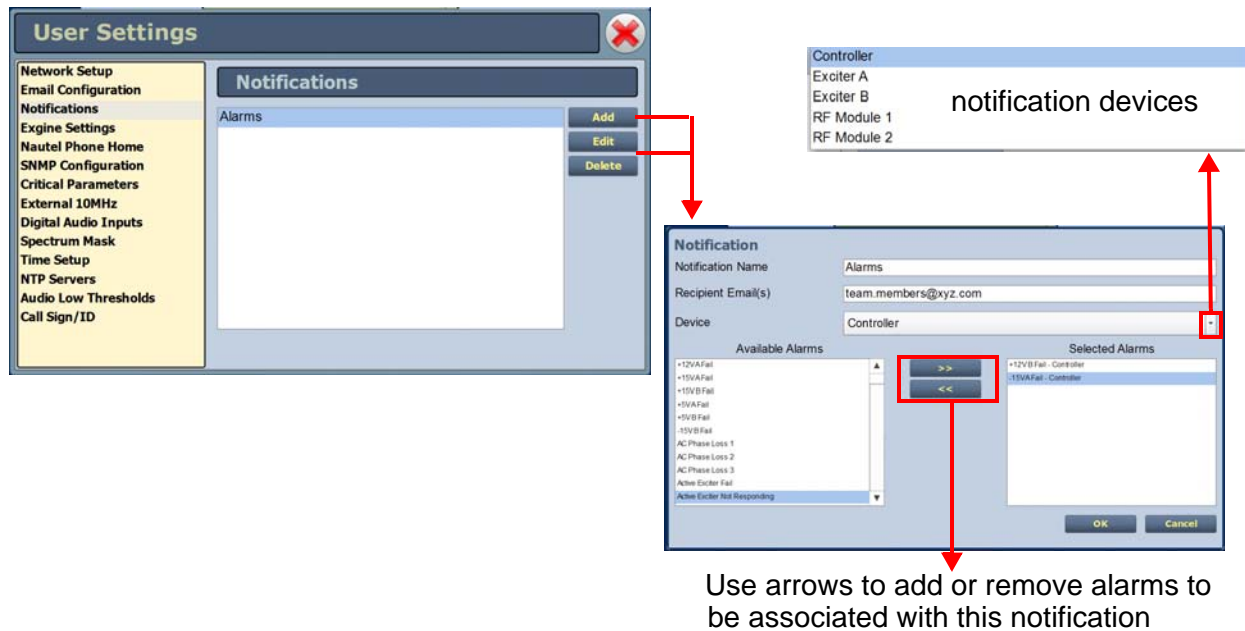 User Settings
Network Setup
Email Configuration
Notifications
Exgine Settings
Nautel Phone Home
SNMP Configuration
Critical Parameters
External 10MHz
Digital Audio Inputs
Spectrum Mask
Time Setup
NTP Servers
Audio Low Thresholds
Call Sign/ID
Notifications
Alarms
Add
Edit
Delete
Controller
Exciter A
Exciter B
RF Module 1
RF Module 2
notification devices
Notification
Notification Name
Alarms
Recipient Email(s)
team.members@xyz.com
Device
Controller
Available Alarms
+12VA Fail
+15VA Fail
+15V B Fail
+5VA Fail
+5V B Fail
-15V B Fail
AC Phase Loss 1
AC Phase Loss 2
AC Phase Loss 3
Active Exciter Fail
Active Exciter Not Responding
>>
<<
Selected Alarms
+12V B Fail - Controller
-15VA Fail - Controller
OK
Cancel
Use arrows to add or remove alarms to
be associated with this notification